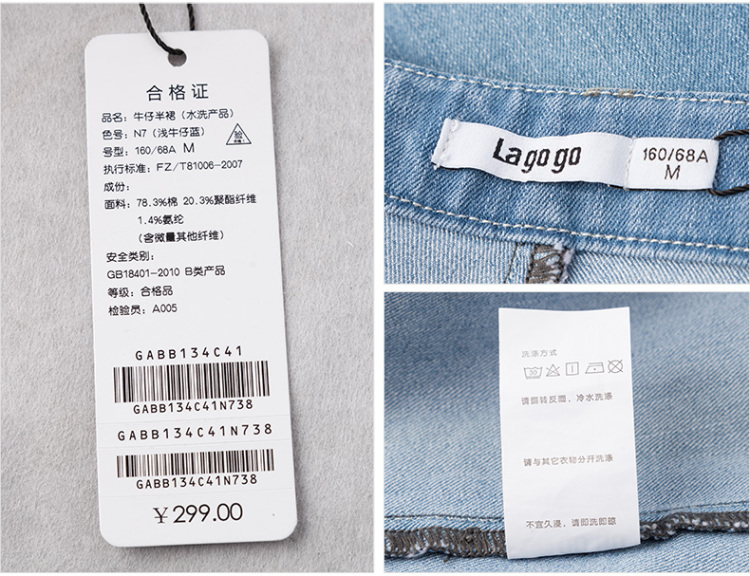 合格证
品名：牛仔半裙（水洗产品）
色号：N7（浅牛仔蓝）
号型：160/68A M
执行标准：FZ/T81006-2007
成份：
面料：78.3%棉 20.3%聚酯纤维
1.4%氨纶
（含微量其他纤维）
安全类别：
GB18401-2010 B类产品
等级：合格品
检验员：A005
GABB134C41
GABB134C41N738
GABB134C41N738
GABB134C41N738
￥299.00
Lagogo
160/68A
M
洗涤方式
请翻转反面，冷水洗涤
请与其它衣物分开洗涤
不宜久浸，请即洗即晾